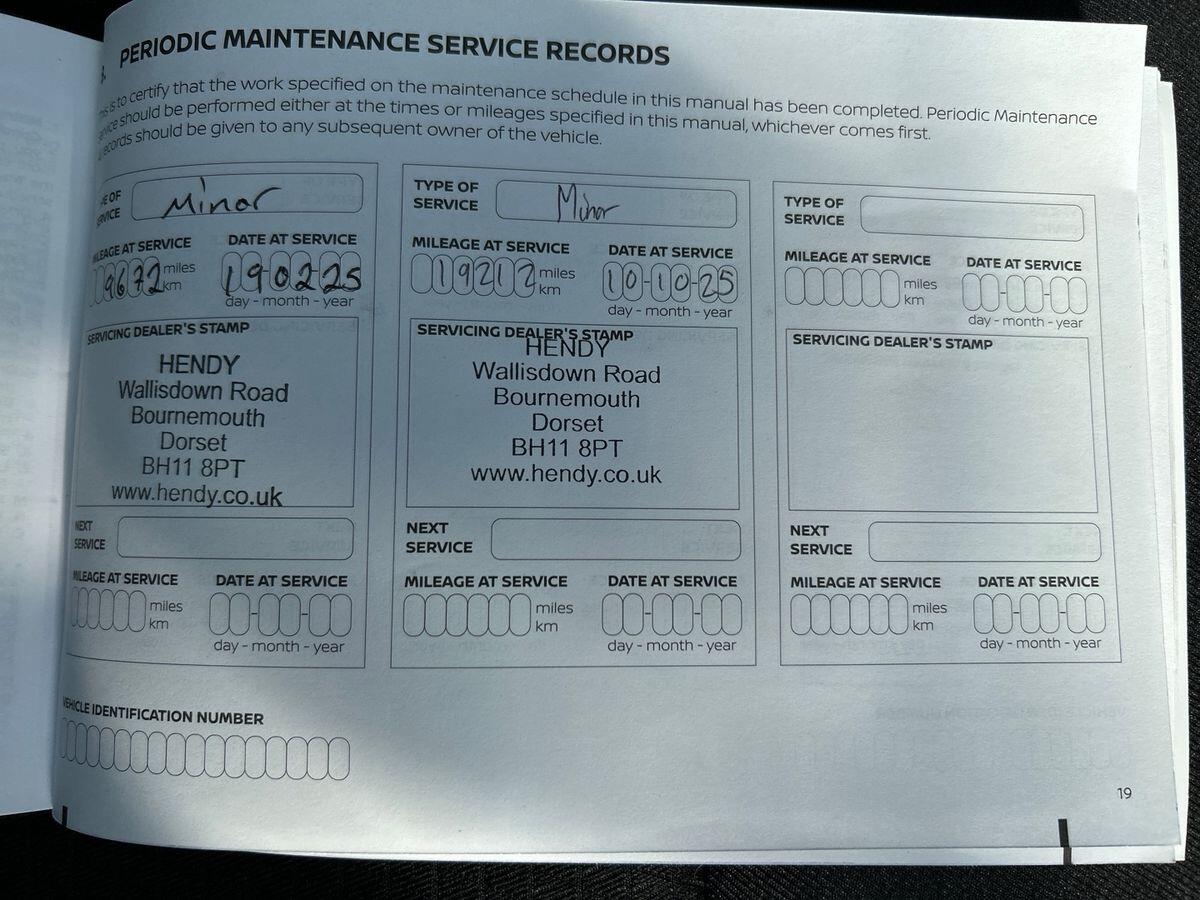 PERIODIC MAINTENANCE SERVICE RECORDS
is to certify that the work specified on the maintenance schedule in this manual has been completed. Periodic Maintenance
should be performed either at the times or mileages specified in this manual, whichever comes first.
records should be given to any subsequent owner of the vehicle.
OF
SERVICE
Minor
MILEAGE AT SERVICE
DATE AT SERVICE
9672 miles
km
190225
day - month - year
SERVICING DEALER'S STAMP
HENDY
Wallisdown Road
Bournemouth
Dorset
BH11 8PT
www.hendy.co.uk
NEXT
SERVICE
MILEAGE AT SERVICE
DATE AT SERVICE
miles
km
day - month - year
TYPE OF
SERVICE
Minor
MILEAGE AT SERVICE
DATE AT SERVICE
19212 miles
km
10-10-25
day - month - year
SERVICING DEALER'S STAMP
HENDY
Wallisdown Road
Bournemouth
Dorset
BH11 8PT
www.hendy.co.uk
NEXT
SERVICE
MILEAGE AT SERVICE
DATE AT SERVICE
miles
km
day - month - year
TYPE OF
SERVICE
MILEAGE AT SERVICE
DATE AT SERVICE
miles
km
day - month - year
SERVICING DEALER'S STAMP
NEXT
SERVICE
MILEAGE AT SERVICE
DATE AT SERVICE
miles
km
day - month - year
VEHICLE IDENTIFICATION NUMBER
19